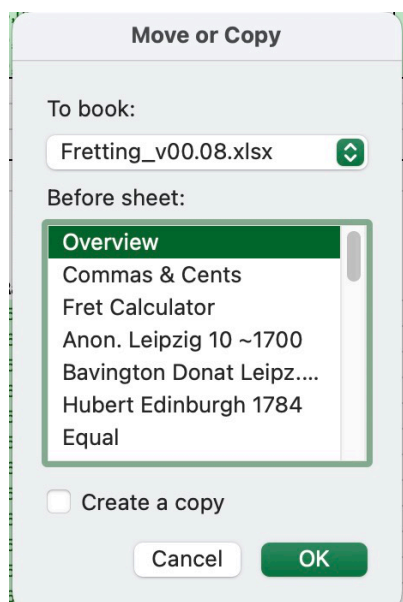 Move or Copy
To book:
Fretting_v00.08.xlsx
Before sheet:
Overview
Commas & Cents
Fret Calculator
Anon. Leipzig 10 ~1700
Bavington Donat Leipz....
Hubert Edinburgh 1784
Equal
Create a copy
Cancel OK